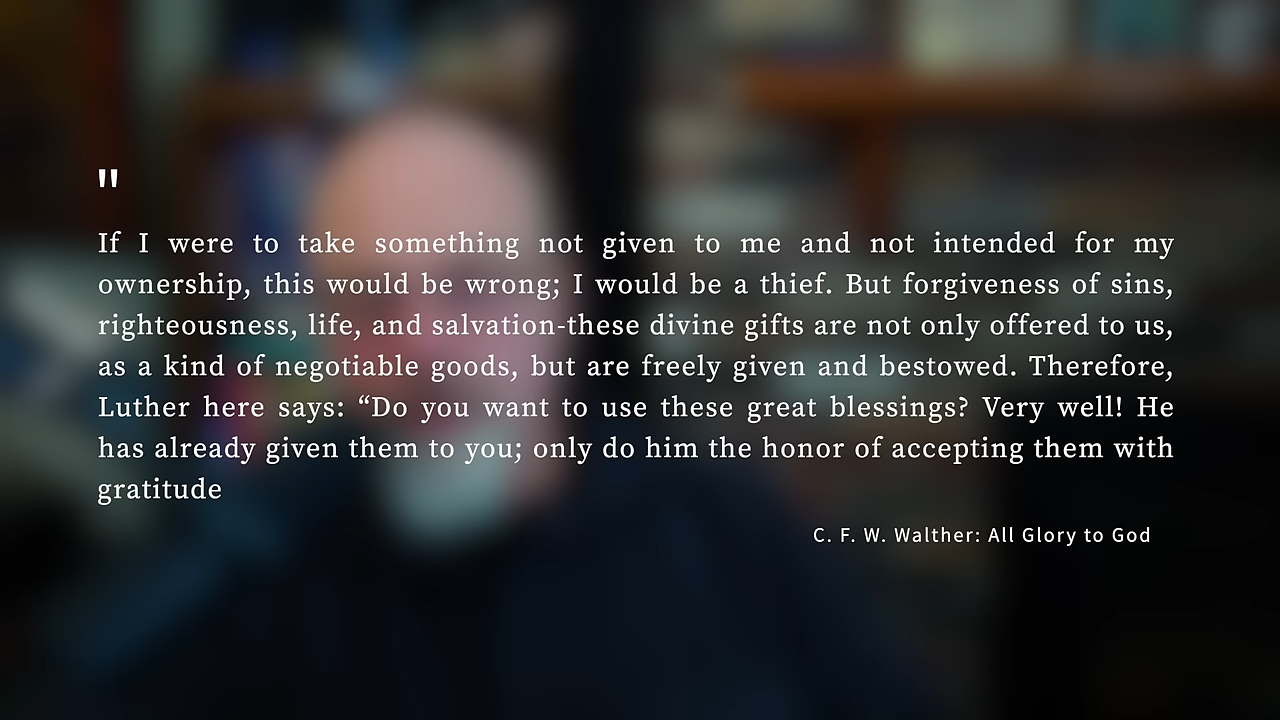 "
If I were to take something not given to me and not intended for my
ownership, this would be wrong; I would be a thief. But forgiveness of sins,
righteousness, life, and salvation-these divine gifts are not only offered to us,
as a kind of negotiable goods, but are freely given and bestowed. Therefore,
Luther here says: “Do you want to use these great blessings? Very well! He
has already given them to you; only do him the honor of accepting them with
gratitude
C. F. W. Walther: All Glory to God